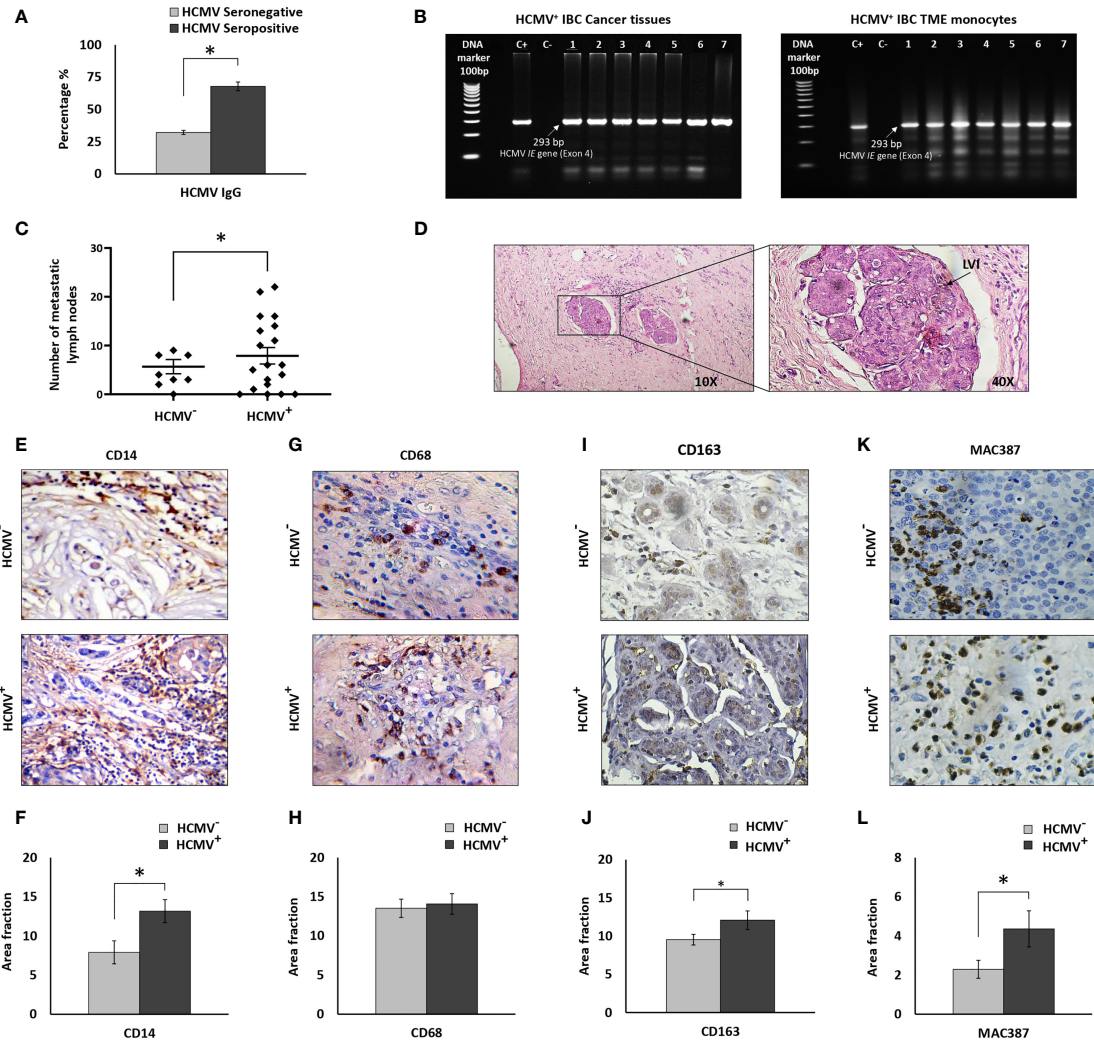 A
HCMV Seronegative
HCMV Seropositive
100
75
50
25
0
Percentage %
*
HCMV IgG
B
HCMV+ IBC Cancer tissues
DNA marker 100bp
C+ C- 1 2 3 4 5 6 7
293 bp
HCMV IE gene (Exon 4)
HCMV+ IBC TME monocytes
DNA marker 100bp
C+ C- 1 2 3 4 5 6 7
293 bp
HCMV IE gene (Exon 4)
C
Number of metastatic lymph nodes
30
20
10
0
*
HCMV-
HCMV+
D
10X
LVI
40X
E
CD14
HCMV-
HCMV+
G
CD68
HCMV-
HCMV+
I
CD163
HCMV-
HCMV+
K
MAC387
HCMV-
HCMV+
F
HCMV-
HCMV+
Area fraction
20
15
10
5
0
*
CD14
H
HCMV-
HCMV+
Area fraction
20
15
10
5
0
CD68
J
HCMV-
HCMV+
Area fraction
20
15
10
5
0
*
CD163
L
HCMV-
HCMV+
Area fraction
8
6
4
2
0
*
MAC387